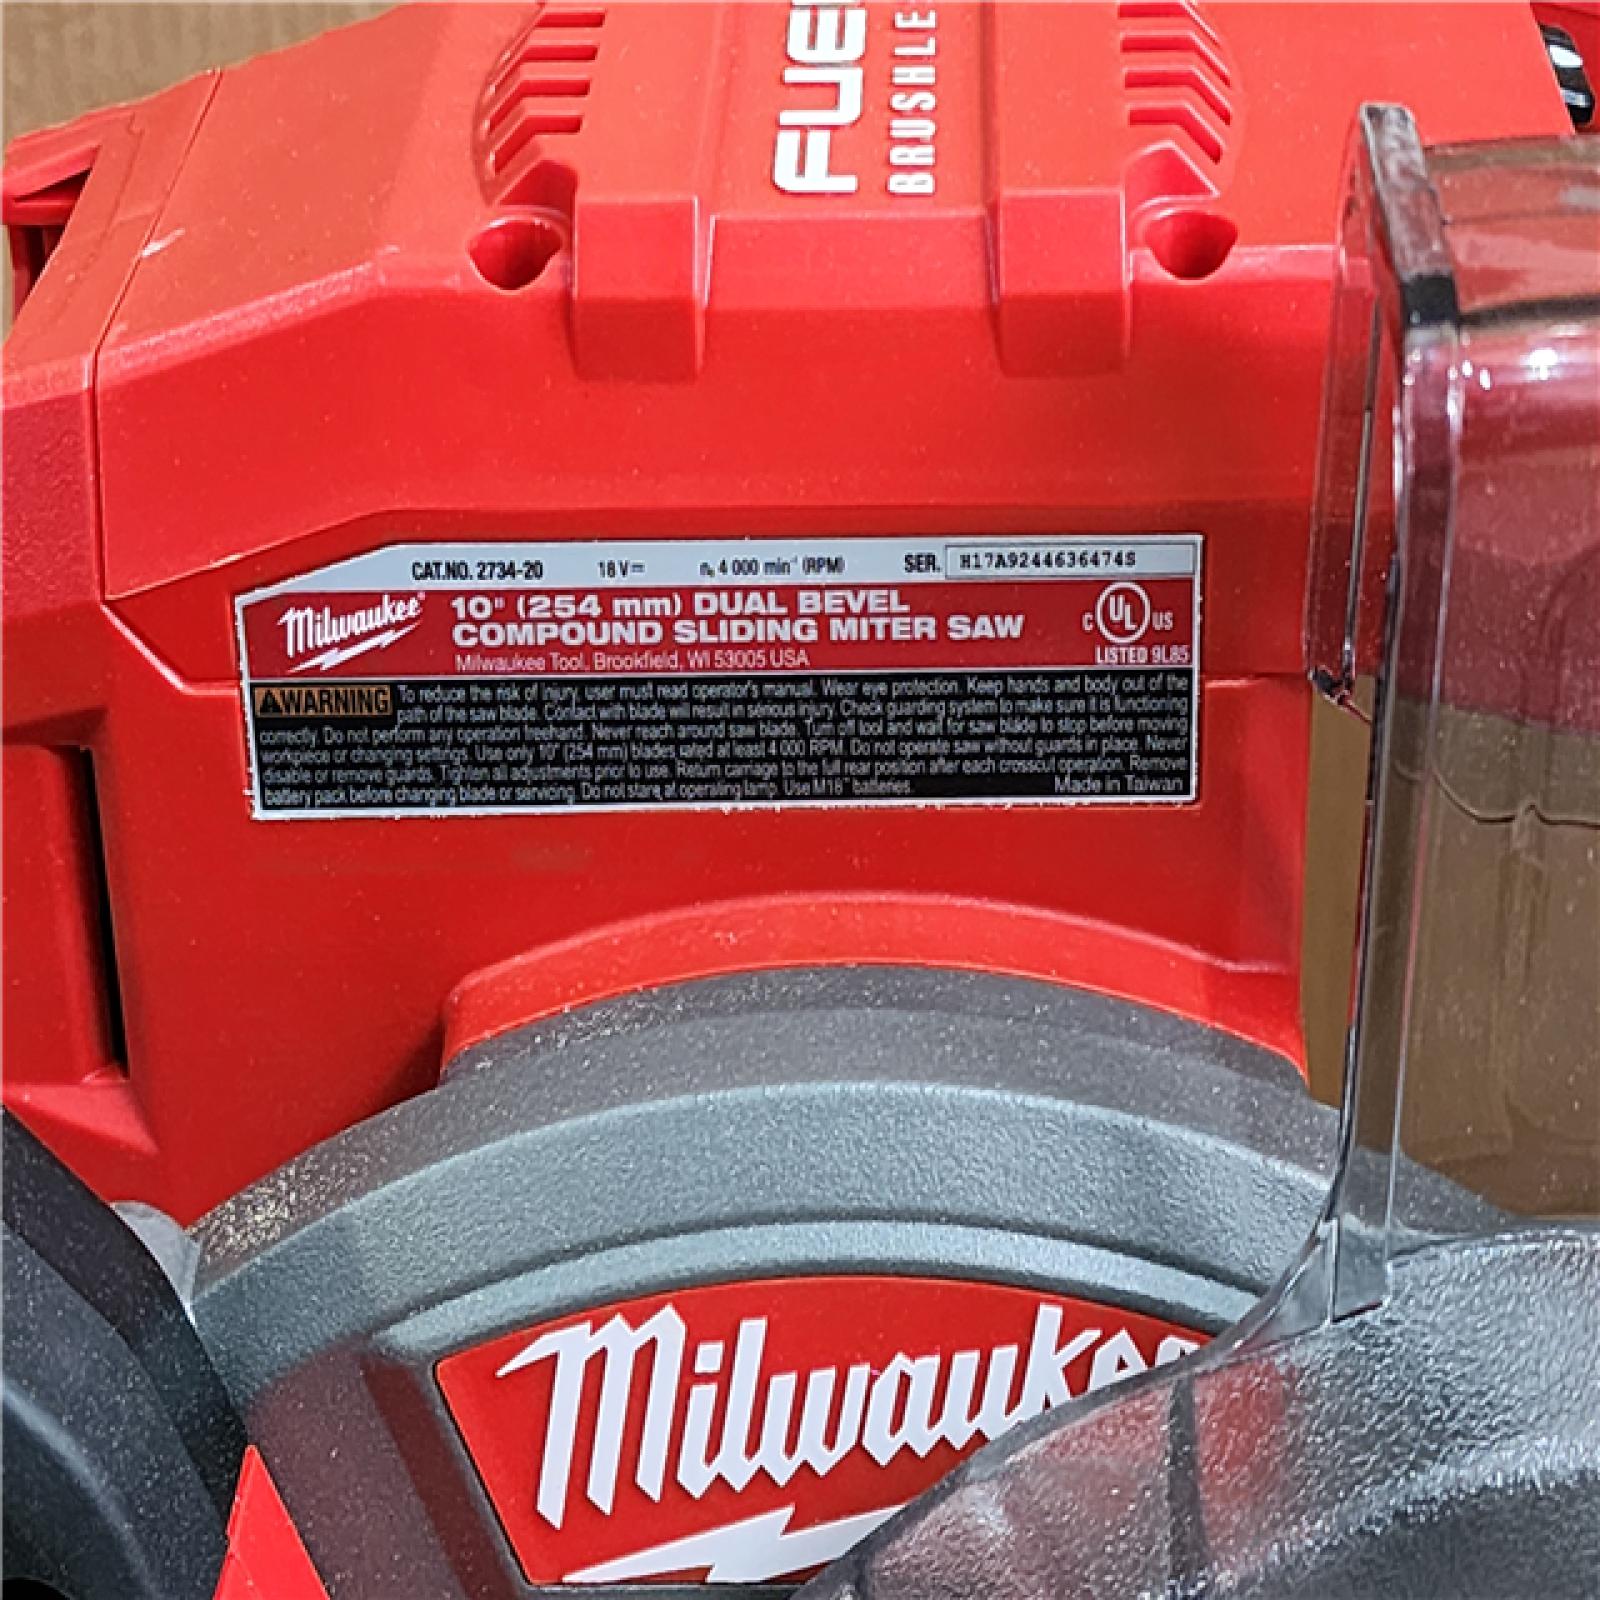 FUE
BRUSHLE
CAT.NO. 2734-20 18 V⎓ n₀ 4 000 min⁻¹ (RPM) SER. H17A9244636474S
Milwaukee® 10" (254 mm) DUAL BEVEL
COMPOUND SLIDING MITER SAW
Milwaukee Tool, Brookfield, WI 53005 USA
C UL US
LISTED 9L85
WARNING To reduce the risk of injury, user must read operator's manual. Wear eye protection. Keep hands and body out of the
path of the saw blade. Contact with blade will result in serious injury. Check guarding system to make sure it is functioning
correctly. Do not perform any operation freehand. Never reach around saw blade. Turn off tool and wait for saw blade to stop before moving
workpiece or changing settings. Use only 10" (254 mm) blades rated at least 4 000 RPM. Do not operate saw without guards in place. Never
disable or remove guards. Tighten all adjustments prior to use. Return carriage to the full rear position after each crosscut operation. Remove
battery pack before changing blade or servicing. Do not stare at operating lamp. Use M18™ batteries. Made in Taiwan
Milwaukee